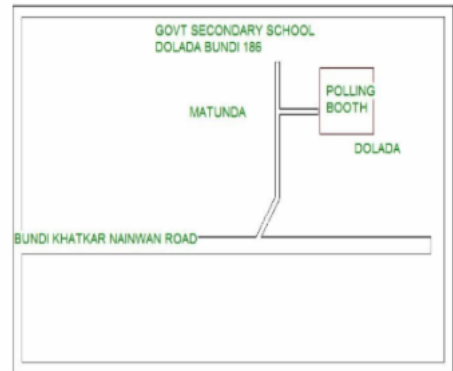 GOVT SECONDARY SCHOOL
DOLADA BUNDI 186
POLLING
BOOTH
MATUNDA
DOLADA
BUNDI KHATKAR NAINWAN ROAD